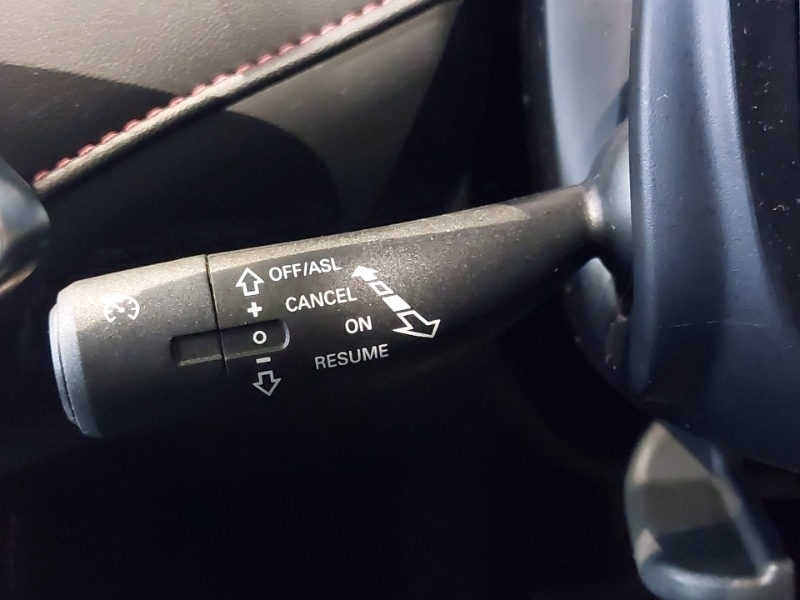 OFF/ASL
+ CANCEL
O ON
- RESUME